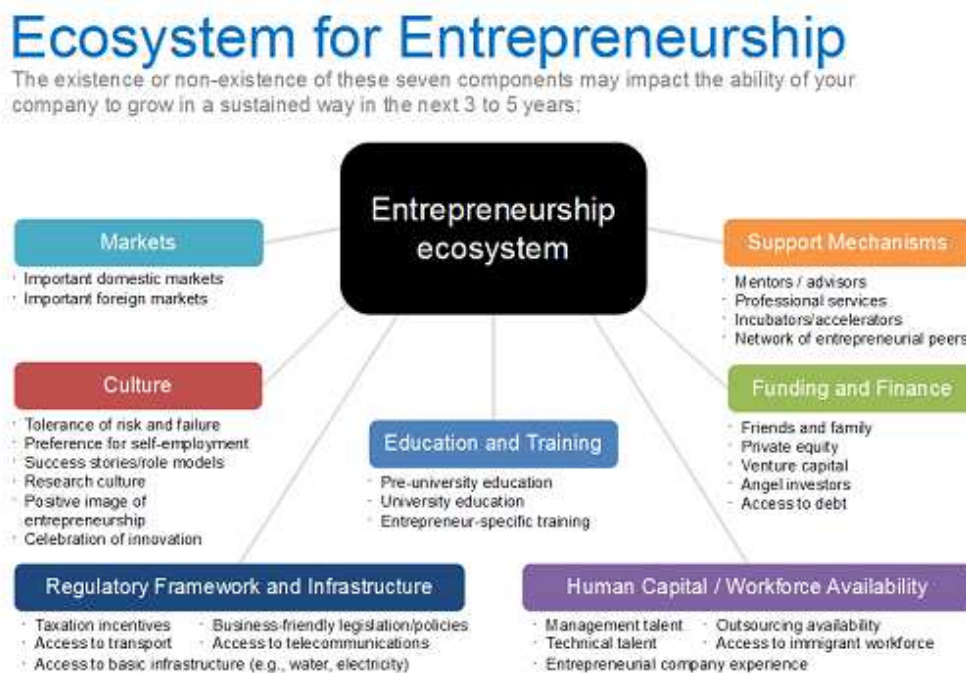 Ecosystem for Entrepreneurship
The existence or non-existence of these seven components may impact the ability of your
company to grow in a sustained way in the next 3 to 5 years:
Entrepreneurship
ecosystem
Markets
· Important domestic markets
· Important foreign markets
Support Mechanisms
· Mentors / advisors
· Professional services
· Incubators/accelerators
· Network of entrepreneurial peers
Culture
· Tolerance of risk and failure
· Preference for self-employment
· Success stories/role models
· Research culture
· Positive image of
entrepreneurship
· Celebration of innovation
Education and Training
· Pre-university education
· University education
· Entrepreneur-specific training
Funding and Finance
· Friends and family
· Private equity
· Venture capital
· Angel investors
· Access to debt
Regulatory Framework and Infrastructure
· Taxation incentives · Business-friendly legislation/policies
· Access to transport · Access to telecommunications
· Access to basic infrastructure (e.g., water, electricity)
Human Capital / Workforce Availability
· Management talent · Outsourcing availability
· Technical talent · Access to immigrant workforce
· Entrepreneurial company experience